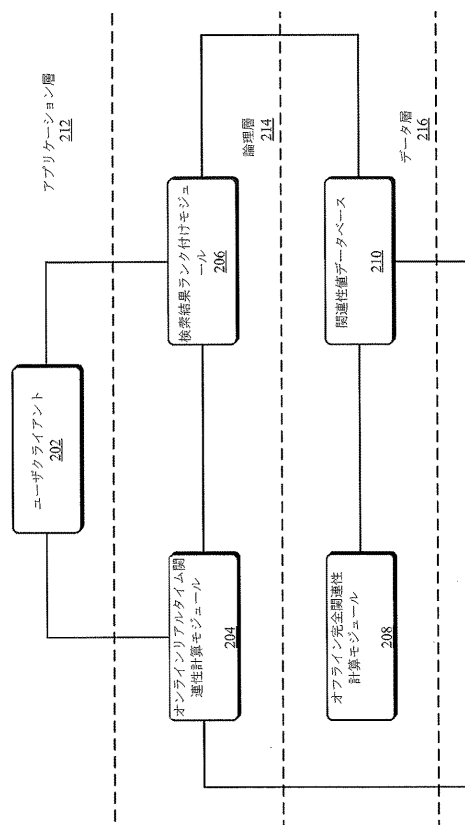 アプリケーション層
212
ユーザクライアント
202
オンラインリアルタイム関
連性計算モジュール
204
検索結果ランク付けモジュ
ール
206
論理層
214
オフライン完全関連性
計算モジュール
208
関連性値データベース
210
データ層
216